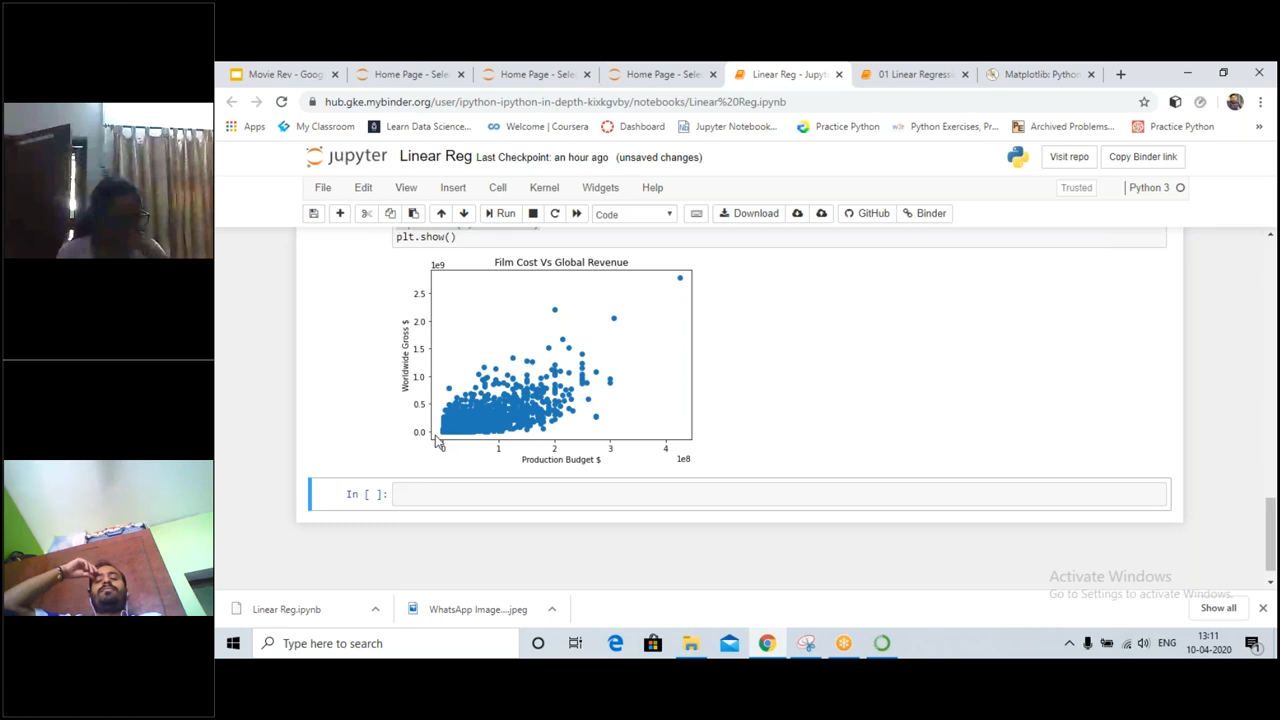 Movie Rev - Goog
Home Page - Sele
Home Page - Sele
Home Page - Sele
Linear Reg - Jupyt
01 Linear Regressi
Matplotlib: Python
hub.gke.mybinder.org/user/ipython-ipython-in-depth-kixkgvby/notebooks/Linear%20Reg.ipynb
Apps
My Classroom
Learn Data Science...
Welcome | Coursera
Dashboard
Jupyter Notebook...
Practice Python
Python Exercises, Pr...
Archived Problems...
Practice Python
jupyter Linear Reg Last Checkpoint: an hour ago (unsaved changes)
Visit repo
Copy Binder link
File Edit View Insert Cell Kernel Widgets Help
Trusted
Python 3
Run
Code
Download
GitHub
Binder
plt.show()
Film Cost Vs Global Revenue
1e9
2.5
2.0
1.5
1.0
0.5
0.0
Worldwide Gross $
0 1 2 3 4
Production Budget $
1e8
In [ ]:
Activate Windows
Go to Settings to activate Windows.
Linear Reg.ipynb
WhatsApp Image....jpeg
Show all
Type here to search
ENG
13:11
10-04-2020